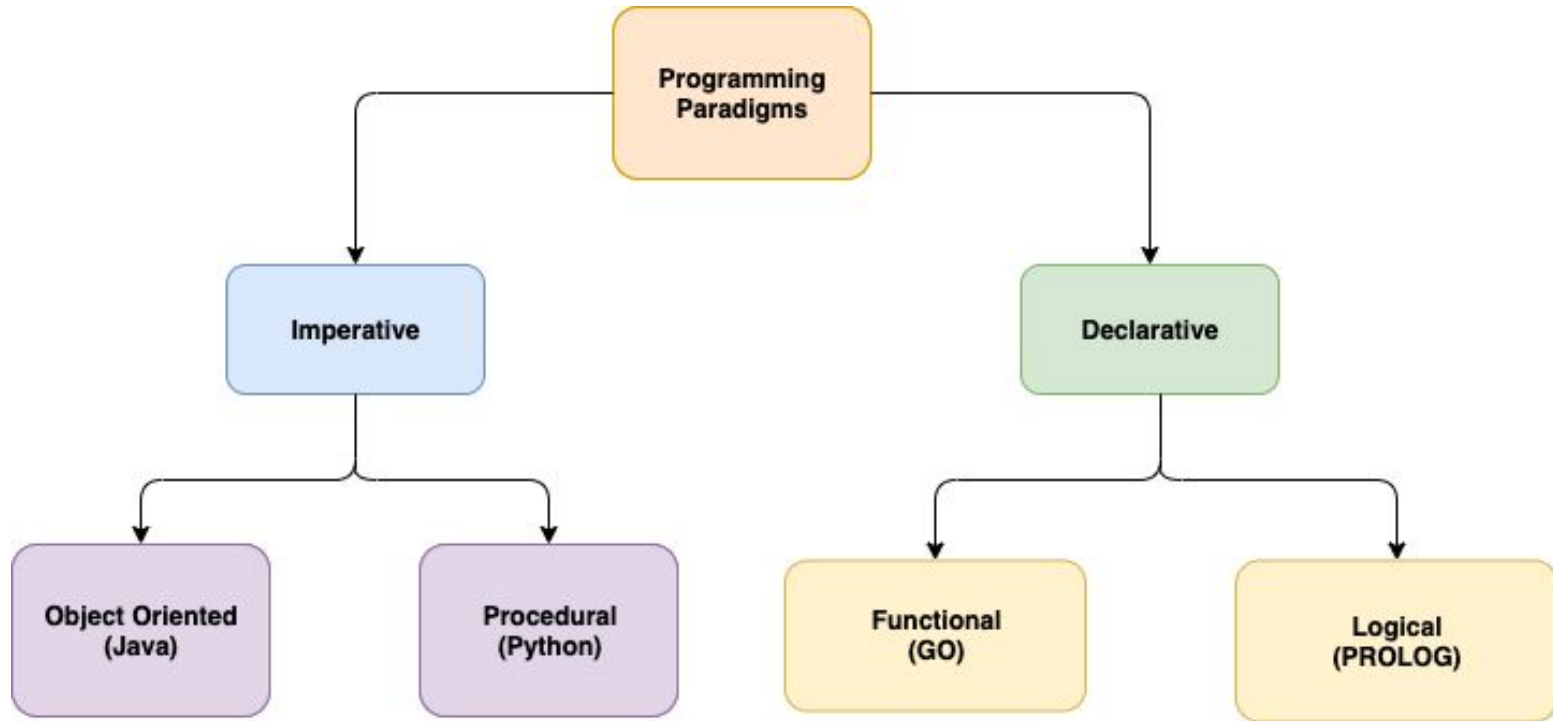 Programming
Paradigms
Imperative
Declarative
Object Oriented
(Java)
Procedural
(Python)
Functional
(GO)
Logical
(PROLOG)